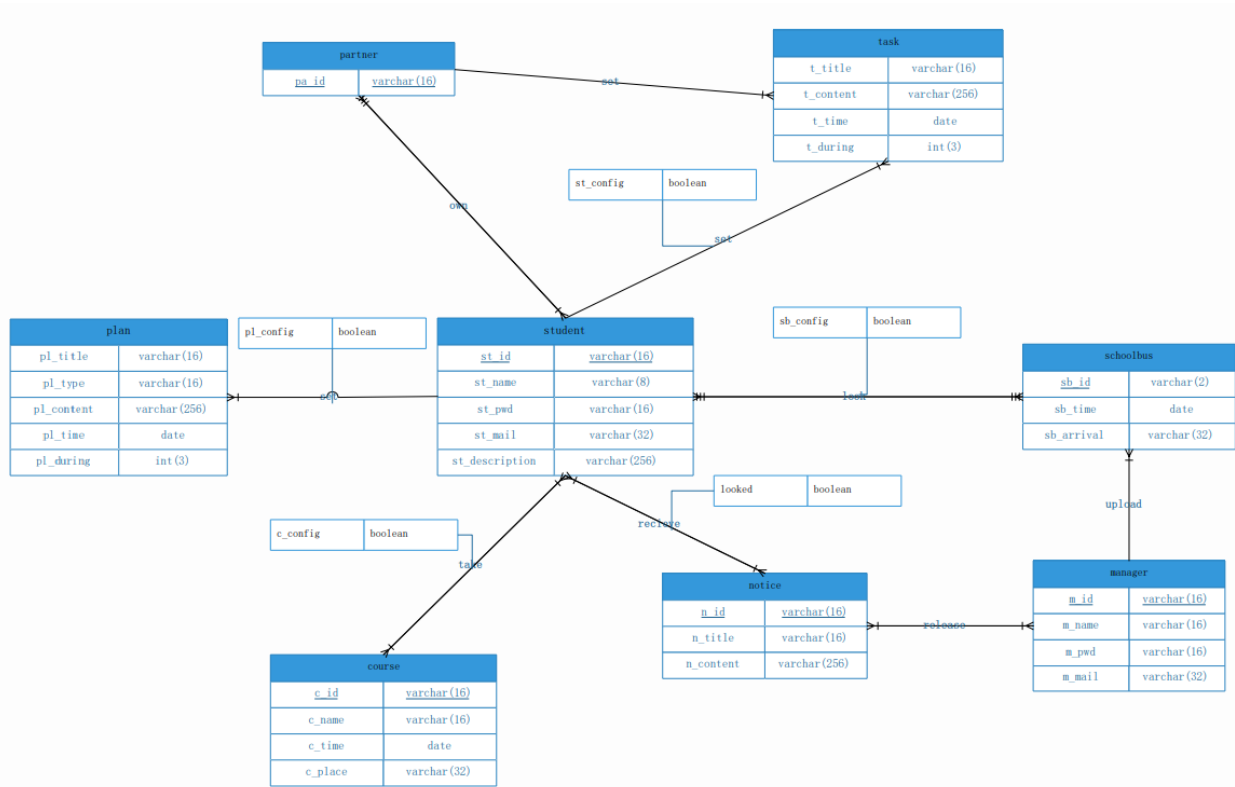 partner
pa_id varchar(16)
task
t_title varchar(16)
t_content varchar(256)
t_time date
t_during int(3)
set
own
st_config boolean
set
plan
pl_title varchar(16)
pl_type varchar(16)
pl_content varchar(256)
pl_time date
pl_during int(3)
pl_config boolean
set
student
st_id varchar(16)
st_name varchar(8)
st_pwd varchar(16)
st_mail varchar(32)
st_description varchar(256)
sb_config boolean
look
schoolbus
sb_id varchar(2)
sb_time date
sb_arrival varchar(32)
c_config boolean
take
looked boolean
recieve
upload
notice
n_id varchar(16)
n_title varchar(16)
n_content varchar(256)
release
manager
m_id varchar(16)
m_name varchar(16)
m_pwd varchar(16)
m_mail varchar(32)
course
c_id varchar(16)
c_name varchar(16)
c_time date
c_place varchar(32)